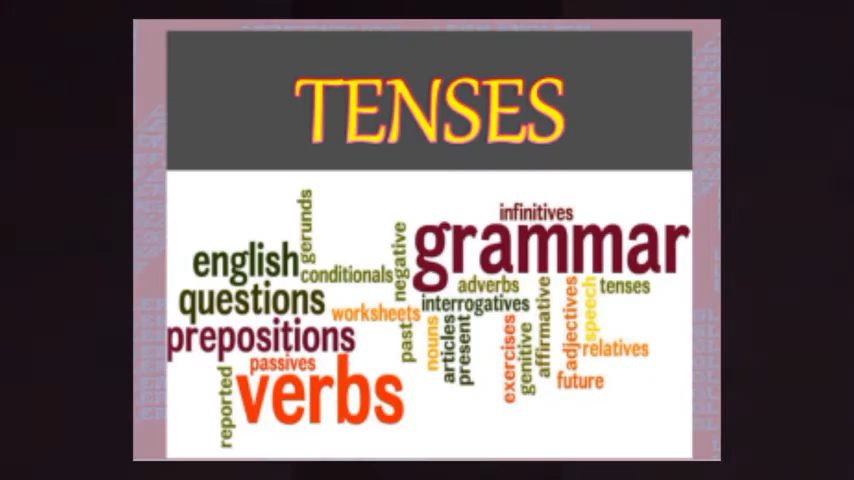 TENSES
infinitives
gerunds
negative
grammar
english
conditionals
adverbs
tenses
questions
interrogatives
affirmative
adjectives
speech
worksheets
prepositions
past
nouns
articles
present
exercises
genitive
relatives
passives
verbs
future
reported